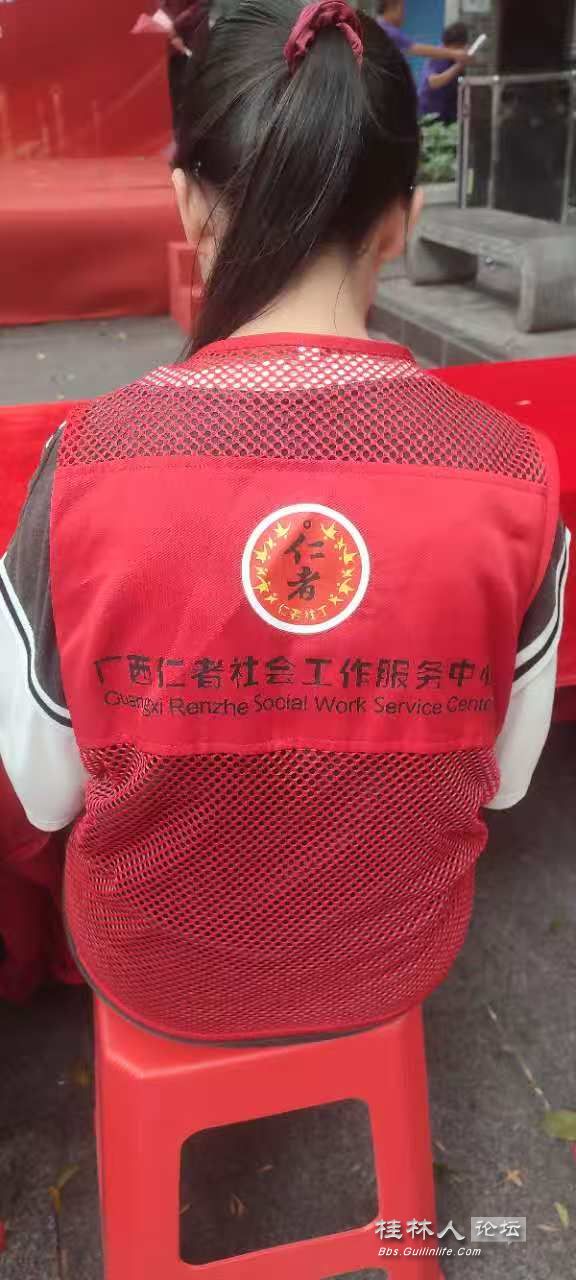 仁
者
仁者社工
广西仁者社会工作服务中心
Guangxi Renzhe Social Work Service Center
桂林人论坛
Bbs.Guilinlife.Com